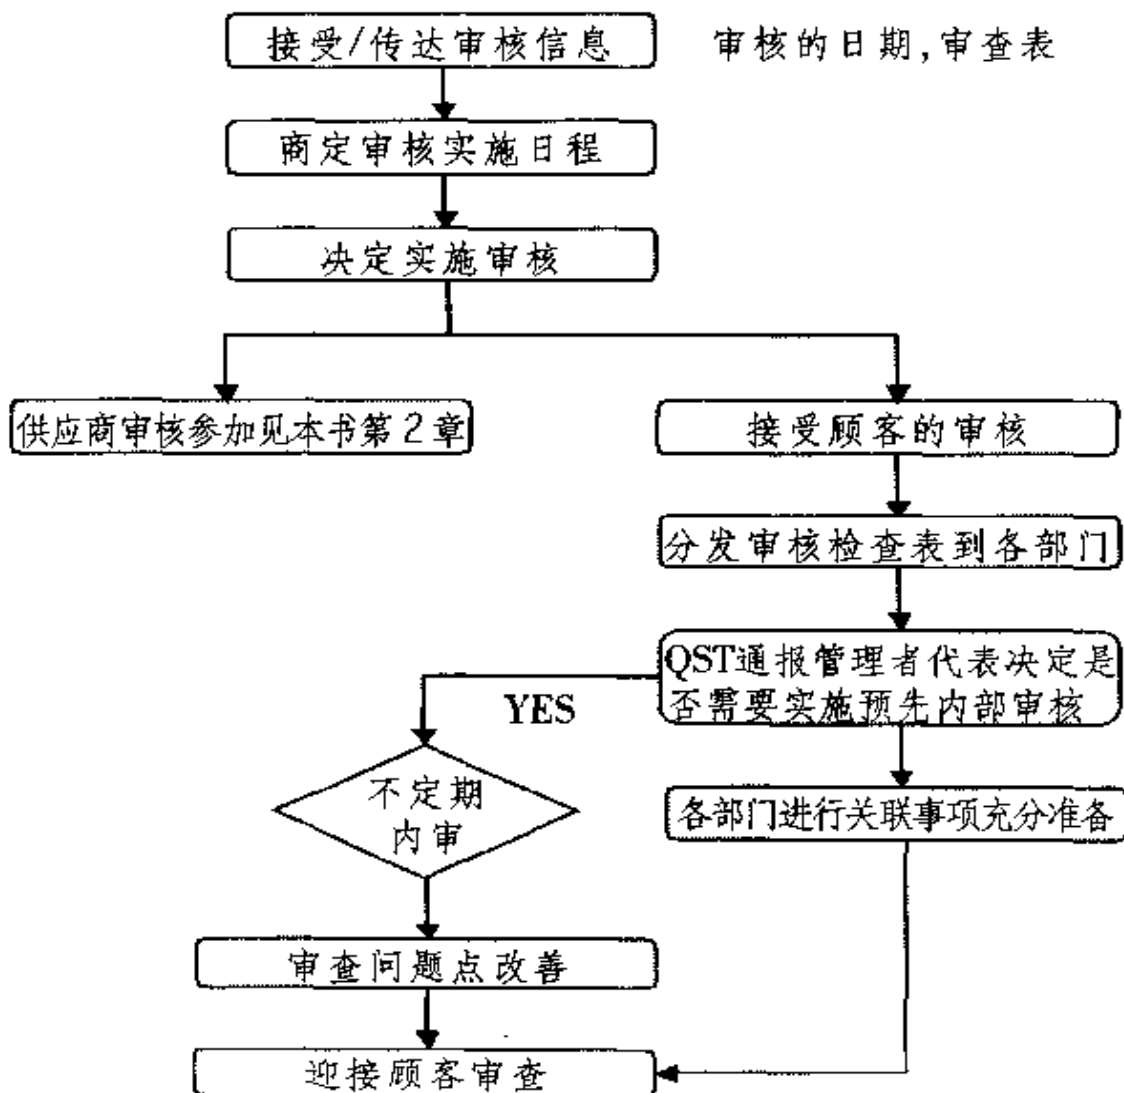 接受/传达审核信息
审核的日期,审查表
商定审核实施日程
决定实施审核
供应商审核参加见本书第2章
接受顾客的审核
分发审核检查表到各部门
QST通报管理者代表决定是
否需要实施预先内部审核
YES
不定期
内审
各部门进行关联事项充分准备
审查问题点改善
迎接顾客审查